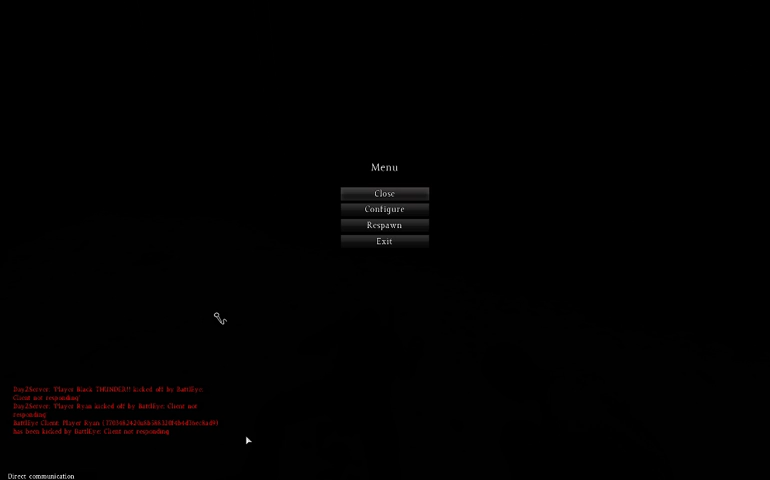 Menu
Close
Configure
Respawn
Exit
DayZServer: 'Player kicked off by BattlEye:
Client not responding'
DayZServer: 'Player Ryan kicked off by BattlEye: Client not
responding'
BattlEye Client: Player Ryan
has been kicked by BattlEye: Client not responding
Direct communication